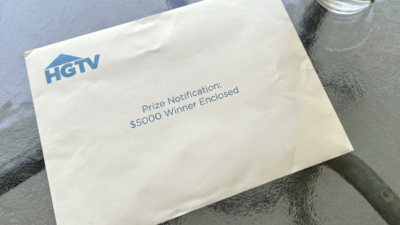 HGTV
Prize Notification:
$5000 Winner Enclosed